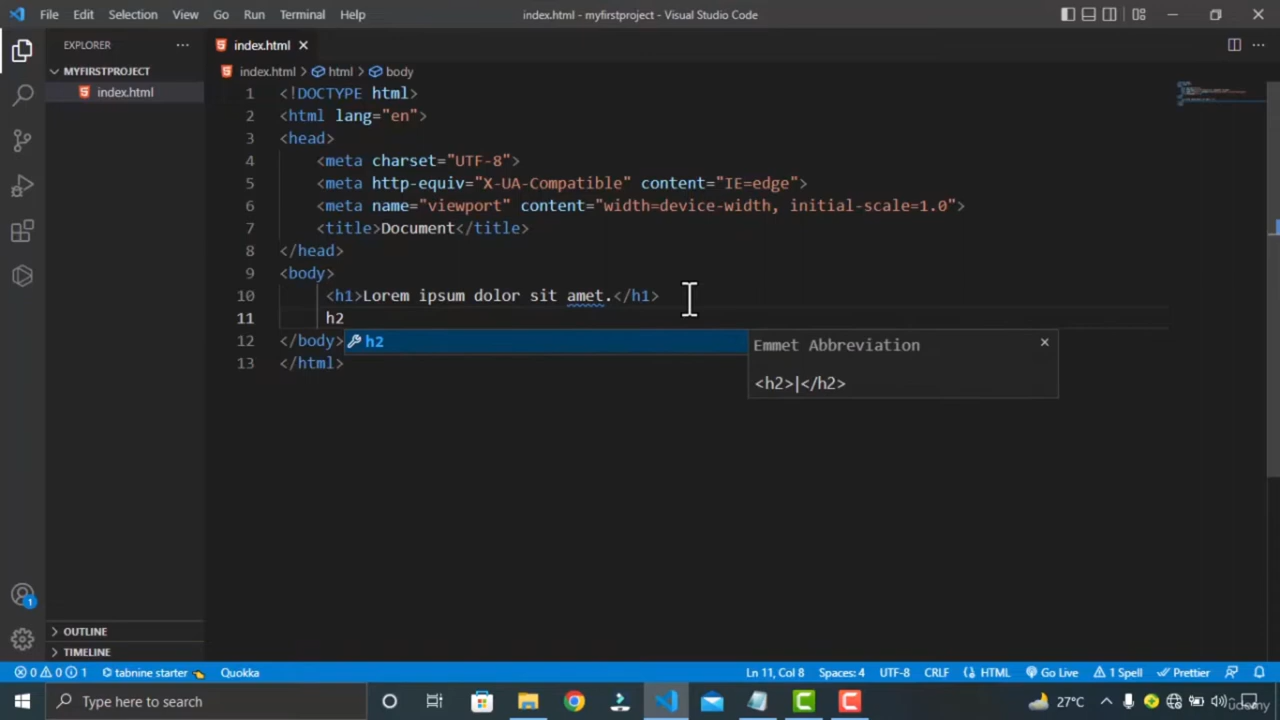 File Edit Selection View Go Run Terminal Help
index.html - myfirstproject - Visual Studio Code
EXPLORER
index.html
MYFIRSTPROJECT
index.html
index.html > html > body
1 <!DOCTYPE html>
2 <html lang="en">
3 <head>
4 <meta charset="UTF-8">
5 <meta http-equiv="X-UA-Compatible" content="IE=edge">
6 <meta name="viewport" content="width=device-width, initial-scale=1.0">
7 <title>Document</title>
8 </head>
9 <body>
10 <h1>Lorem ipsum dolor sit amet.</h1>
11 h2
12 </body>
h2
Emmet Abbreviation
<h2>|</h2>
13 </html>
1
OUTLINE
TIMELINE
0 0 1 tabnine starter Quokka
Ln 11, Col 8 Spaces: 4 UTF-8 CRLF HTML Go Live 1 Spell Prettier
Type here to search
27°C
udemy